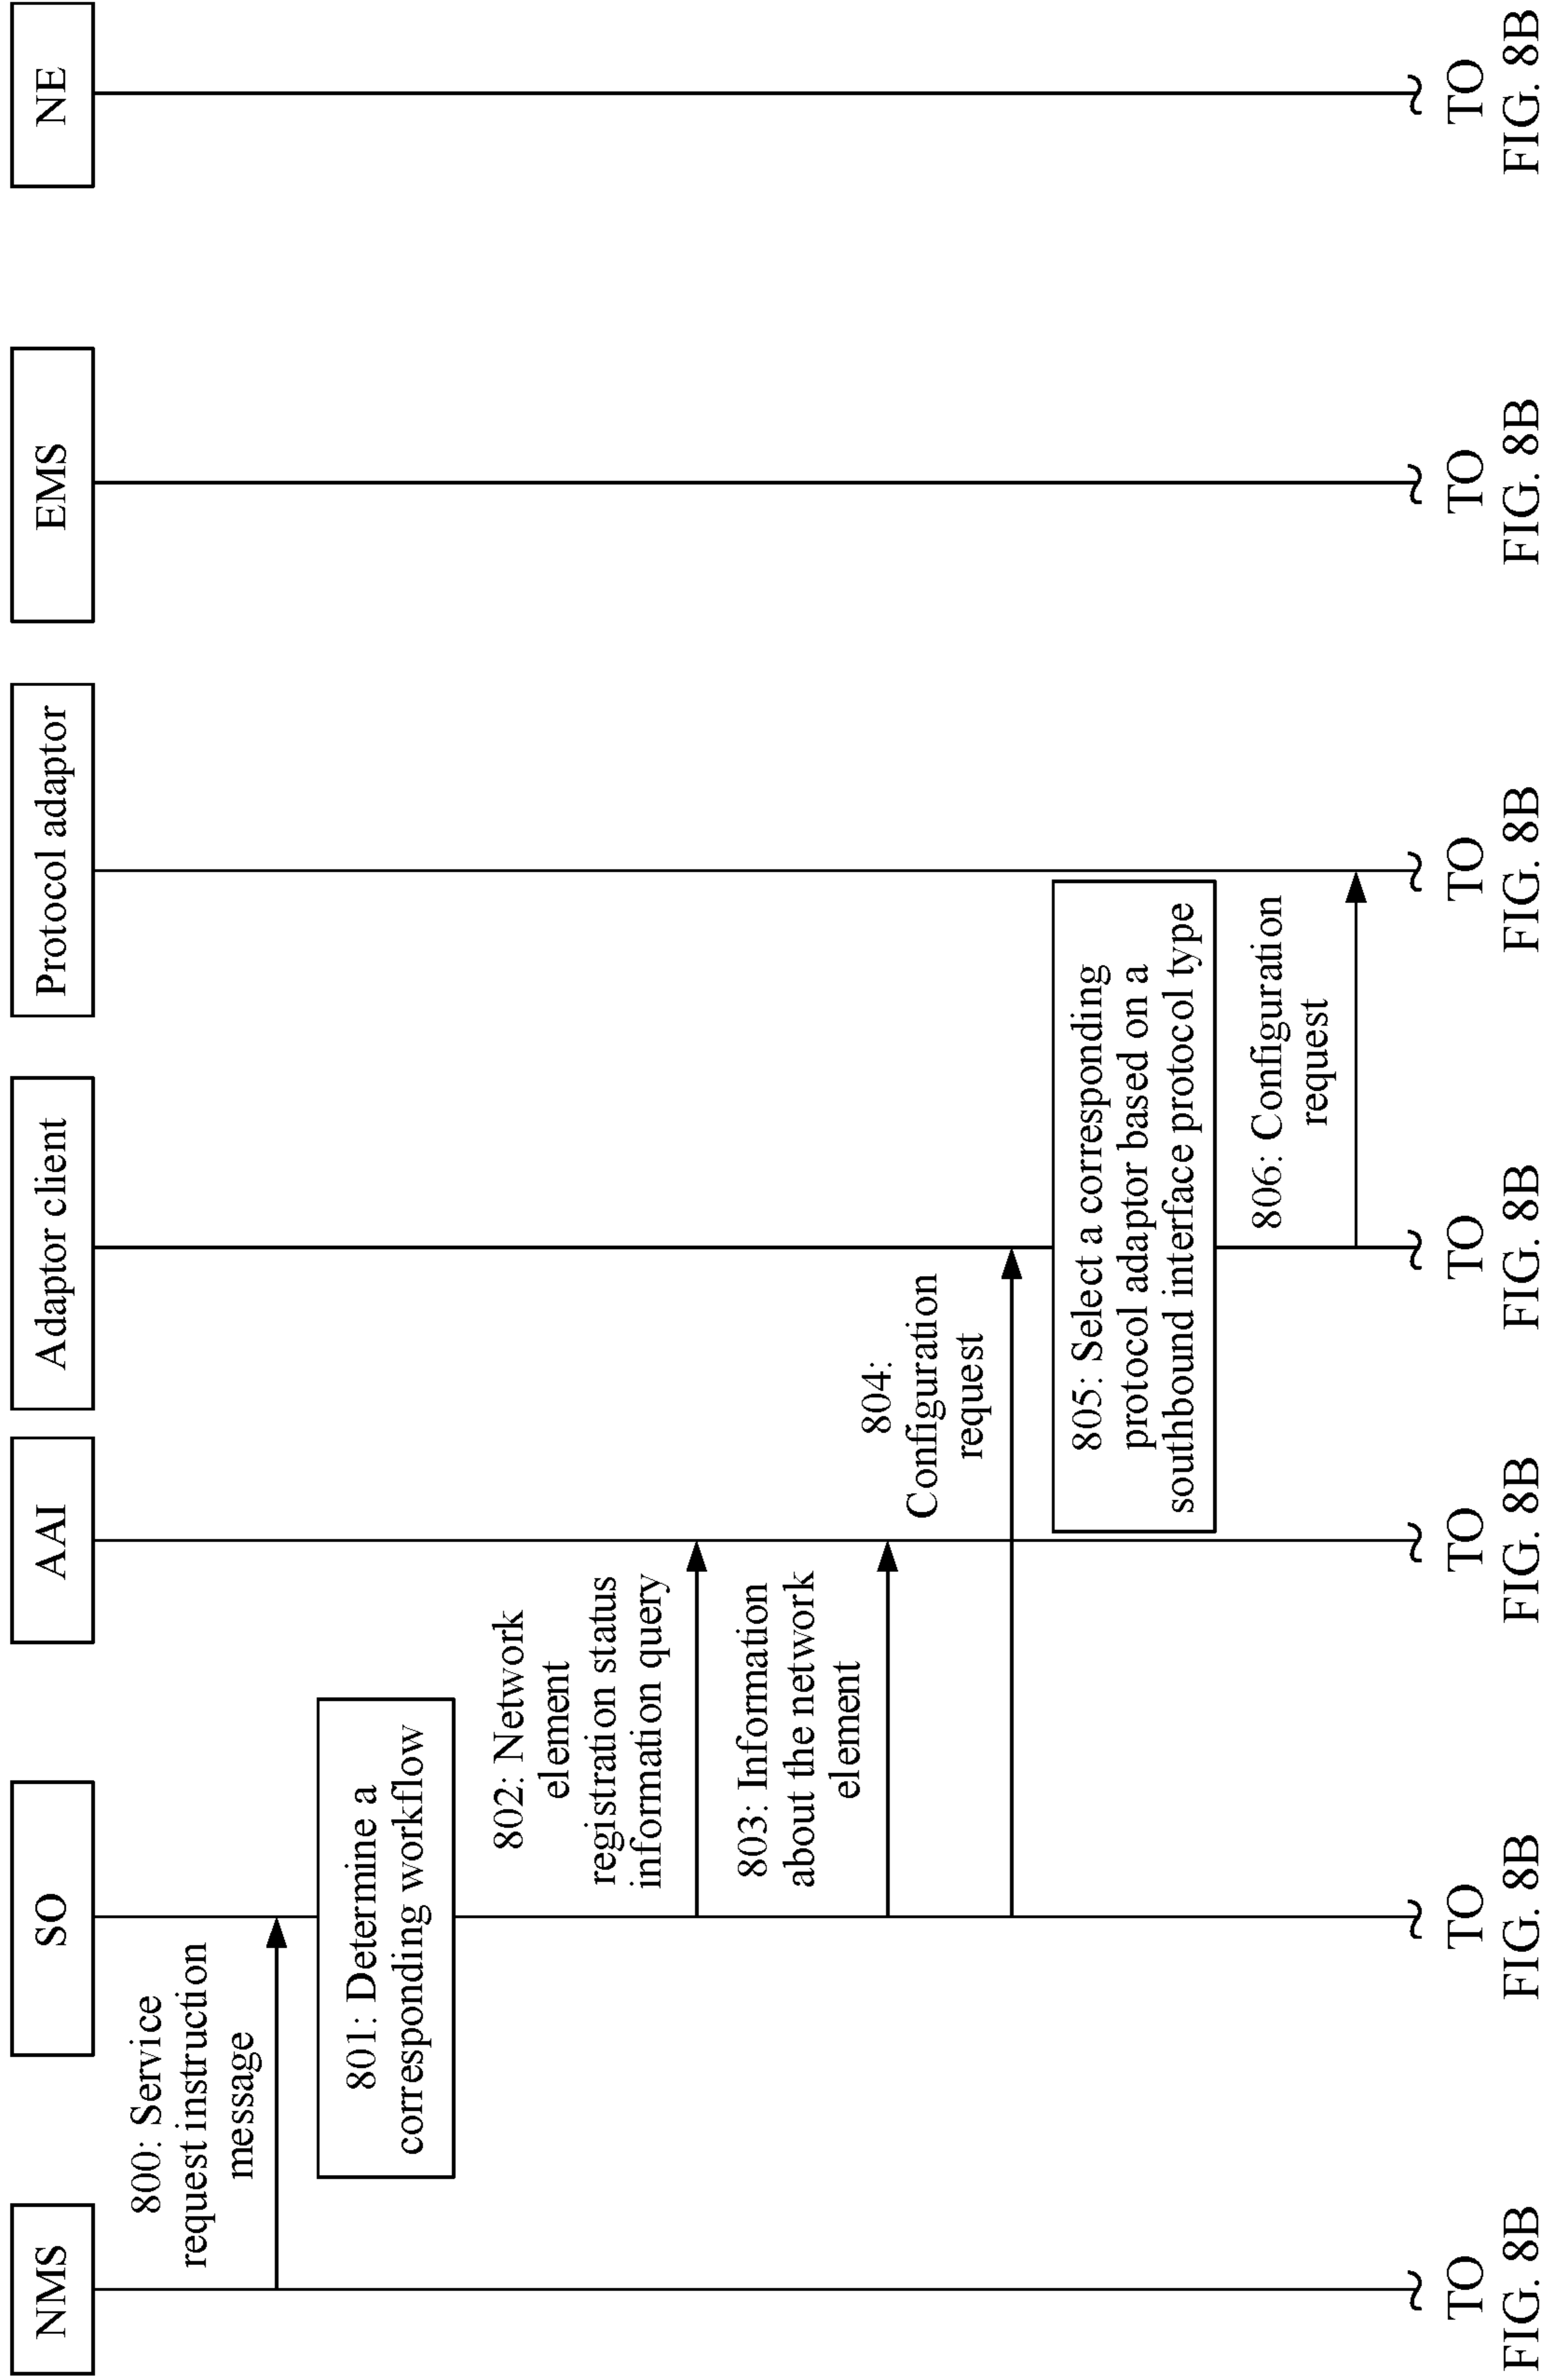 NMS
SO
AAI
Adaptor client
Protocol adaptor
EMS
NE
800: Service
request instruction
message
801: Determine a
corresponding workflow
802: Network
element
registration status
information query
803: Information
about the network
element
804:
Configuration
request
805: Select a corresponding
protocol adaptor based on a
southbound interface protocol type
806: Configuration
request
TO
FIG. 8B
TO
FIG. 8B
TO
FIG. 8B
TO
FIG. 8B
TO
FIG. 8B
TO
FIG. 8B
TO
FIG. 8B